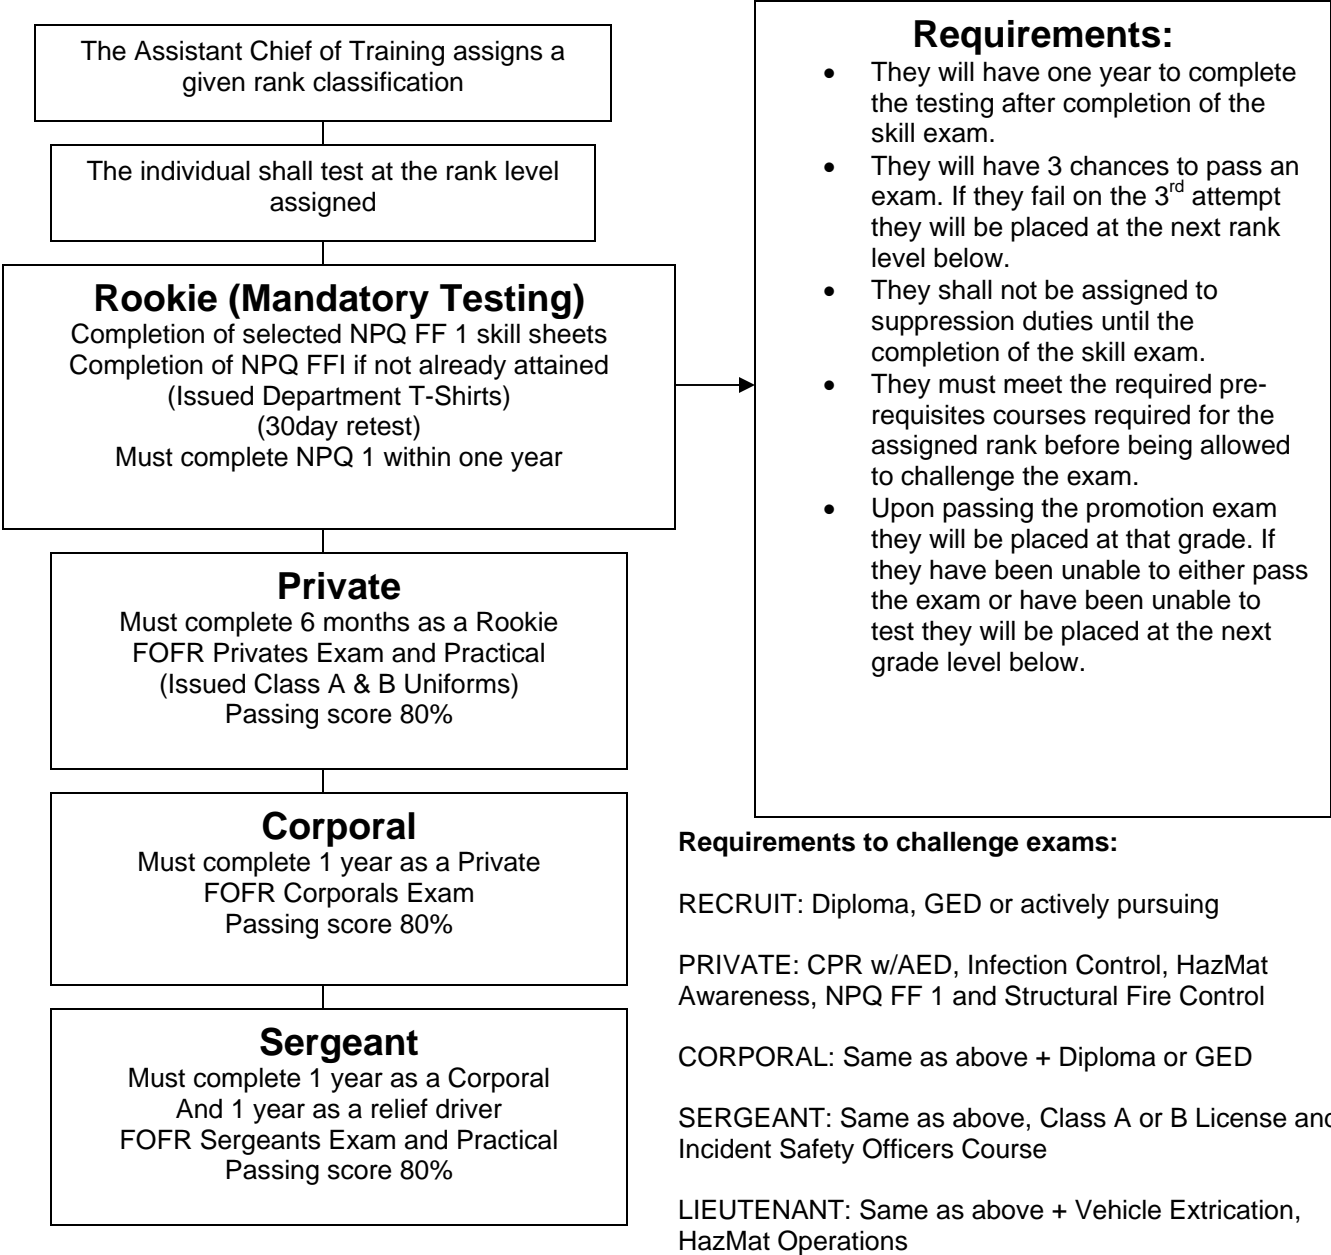 The Assistant Chief of Training assigns a
given rank classification
The individual shall test at the rank level
assigned
Rookie (Mandatory Testing)
Completion of selected NPQ FF 1 skill sheets
Completion of NPQ FFI if not already attained
(Issued Department T-Shirts)
(30day retest)
Must complete NPQ 1 within one year
Private
Must complete 6 months as a Rookie
FOFR Privates Exam and Practical
(Issued Class A & B Uniforms)
Passing score 80%
Corporal
Must complete 1 year as a Private
FOFR Corporals Exam
Passing score 80%
Sergeant
Must complete 1 year as a Corporal
And 1 year as a relief driver
FOFR Sergeants Exam and Practical
Passing score 80%
Requirements:
• They will have one year to complete
the testing after completion of the
skill exam.
• They will have 3 chances to pass an
exam. If they fail on the 3rd attempt
they will be placed at the next rank
level below.
• They shall not be assigned to
suppression duties until the
completion of the skill exam.
• They must meet the required pre-
requisites courses required for the
assigned rank before being allowed
to challenge the exam.
• Upon passing the promotion exam
they will be placed at that grade. If
they have been unable to either pass
the exam or have been unable to
test they will be placed at the next
grade level below.
Requirements to challenge exams:
RECRUIT: Diploma, GED or actively pursuing
PRIVATE: CPR w/AED, Infection Control, HazMat
Awareness, NPQ FF 1 and Structural Fire Control
CORPORAL: Same as above + Diploma or GED
SERGEANT: Same as above, Class A or B License and
Incident Safety Officers Course
LIEUTENANT: Same as above + Vehicle Extrication,
HazMat Operations